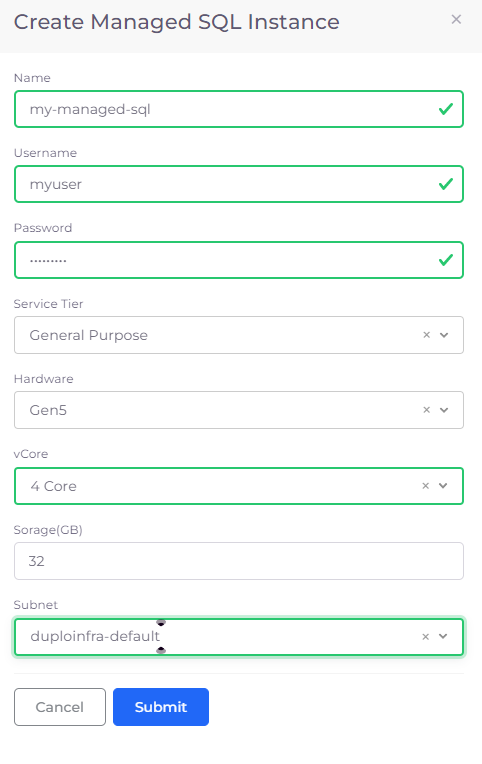 Create Managed SQL Instance
Name
my-managed-sql
Username
myuser
Password
·········
Service Tier
General Purpose
Hardware
Gen5
vCore
4 Core
Sorage(GB)
32
Subnet
duploinfra-default
Cancel
Submit